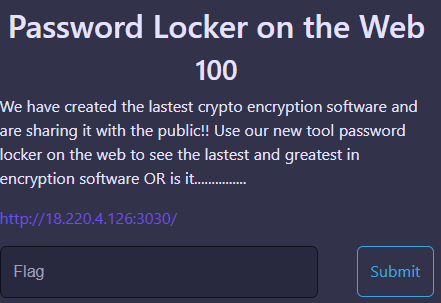 Password Locker on the Web
100
We have created the lastest crypto encryption software and
are sharing it with the public!! Use our new tool password
locker on the web to see the lastest and greatest in
encryption software OR is it...............
http://18.220.4.126:3030/
Flag
Submit